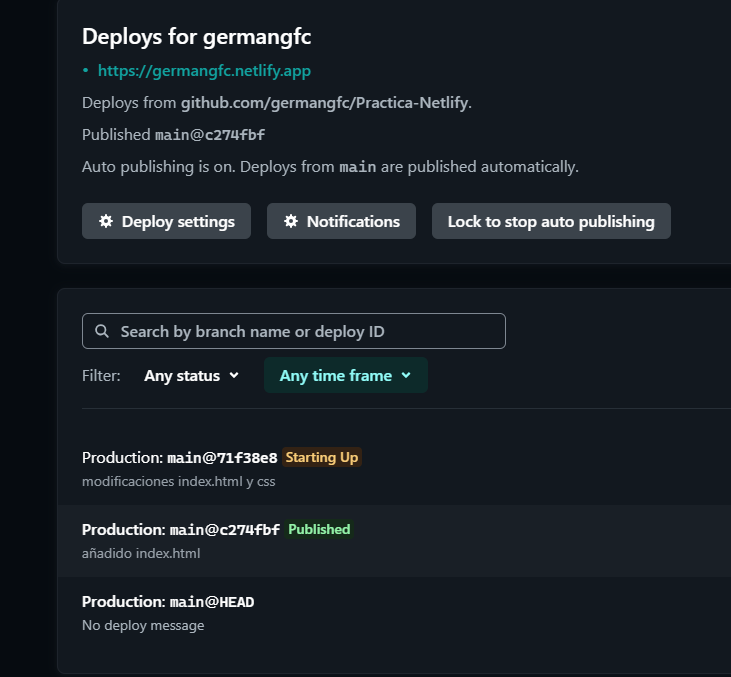 Deploys for germangfc
• https://germangfc.netlify.app
Deploys from github.com/germangfc/Practica-Netlify.
Published main@c274fbf
Auto publishing is on. Deploys from main are published automatically.
Deploy settings Notifications Lock to stop auto publishing
Search by branch name or deploy ID
Filter: Any status Any time frame
Production: main@71f38e8 Starting Up
modificaciones index.html y css
Production: main@c274fbf Published
añadido index.html
Production: main@HEAD
No deploy message